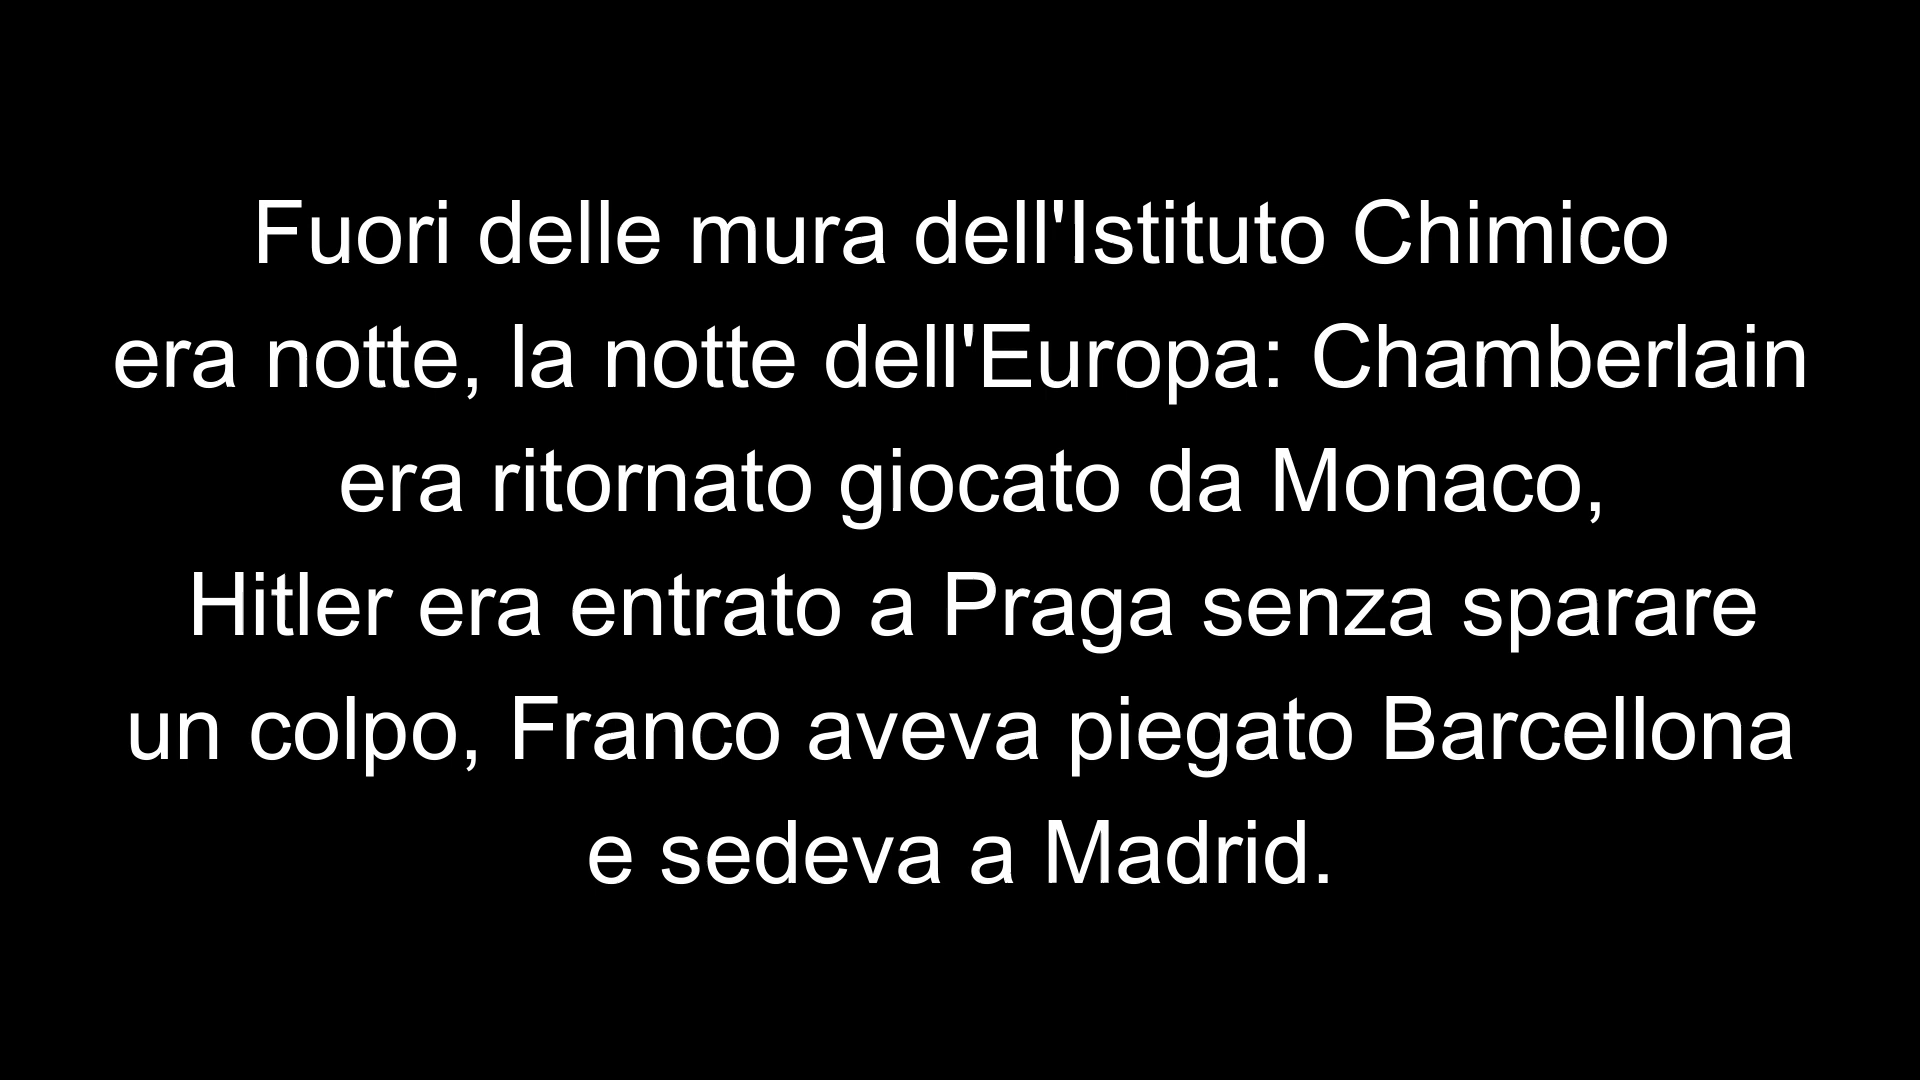 Fuori delle mura dell'Istituto Chimico
era notte, la notte dell'Europa: Chamberlain
era ritornato giocato da Monaco,
Hitler era entrato a Praga senza sparare
un colpo, Franco aveva piegato Barcellona
e sedeva a Madrid.